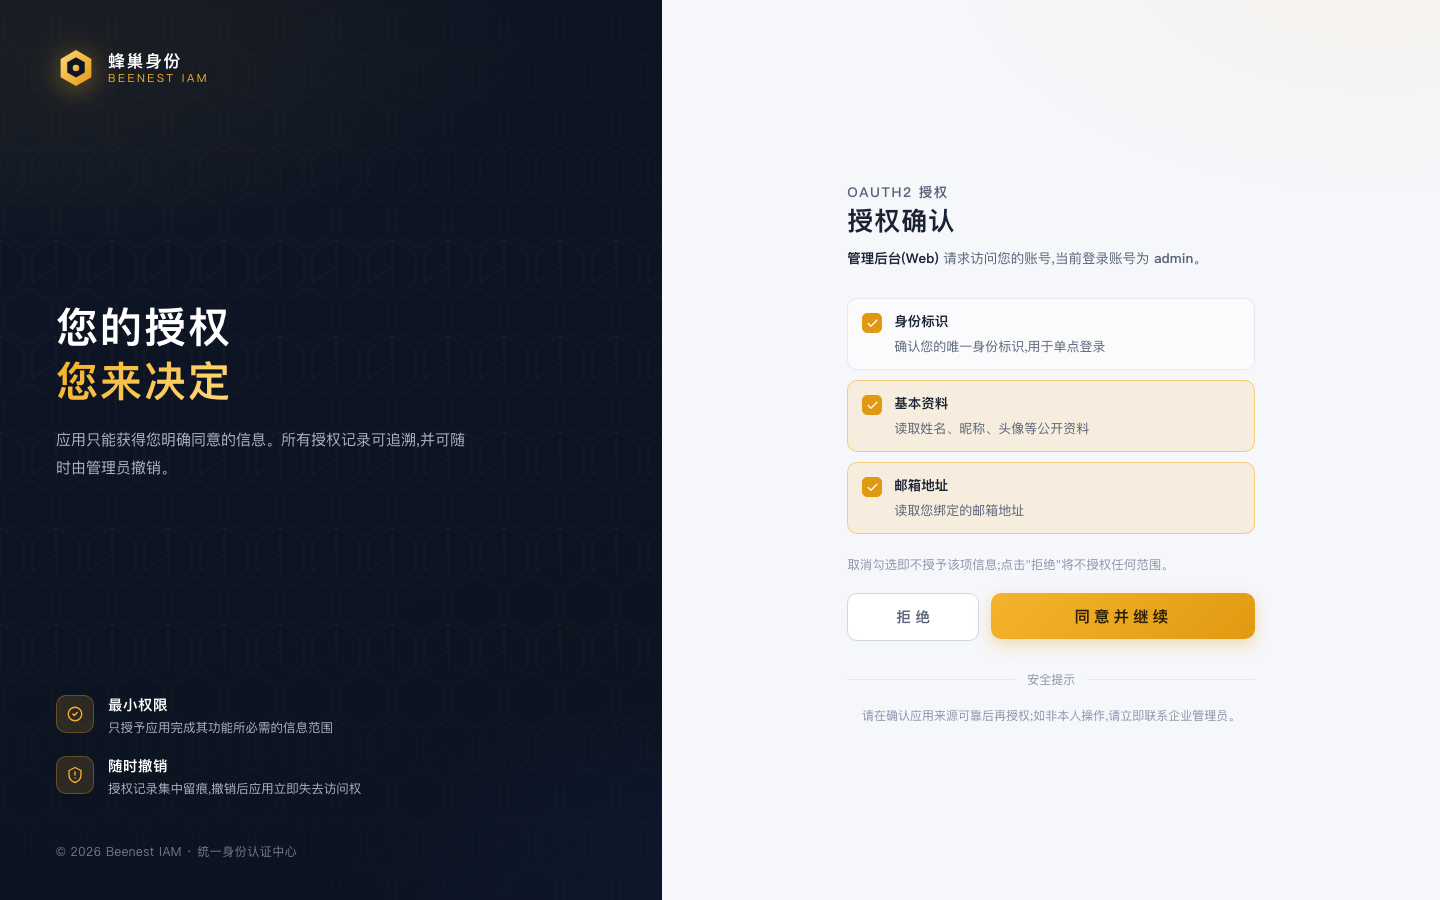 蜂巢身份
BEENEST IAM
您的授权
您来决定
应用只能获得您明确同意的信息。所有授权记录可追溯,并可随
时由管理员撤销。
最小权限
只授予应用完成其功能所必需的信息范围
随时撤销
授权记录集中留痕,撤销后应用立即失去访问权
© 2026 Beenest IAM · 统一身份认证中心
OAUTH2 授权
授权确认
管理后台(Web) 请求访问您的账号,当前登录账号为 admin。
身份标识
确认您的唯一身份标识,用于单点登录
基本资料
读取姓名、昵称、头像等公开资料
邮箱地址
读取您绑定的邮箱地址
取消勾选即不授予该项信息;点击"拒绝"将不授权任何范围。
拒绝
同意并继续
安全提示
请在确认应用来源可靠后再授权;如非本人操作,请立即联系企业管理员。